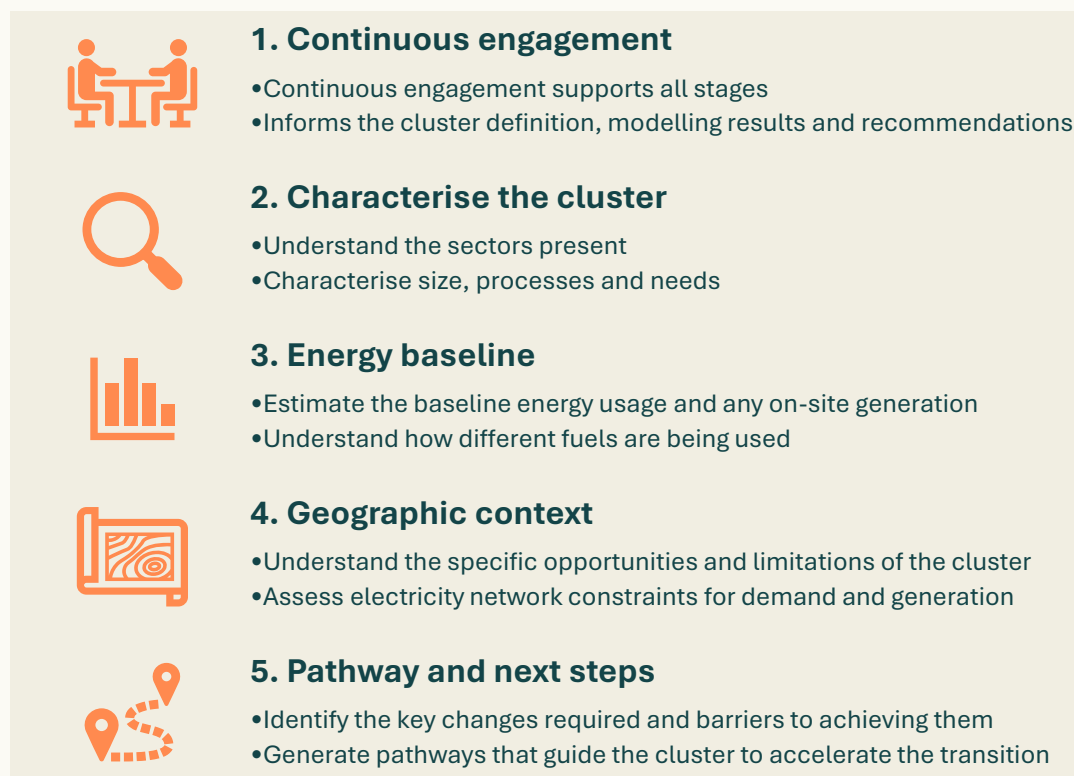 1. Continuous engagement
•Continuous engagement supports all stages
•Informs the cluster definition, modelling results and recommendations
2. Characterise the cluster
•Understand the sectors present
•Characterise size, processes and needs
3. Energy baseline
•Estimate the baseline energy usage and any on-site generation
•Understand how different fuels are being used
4. Geographic context
•Understand the specific opportunities and limitations of the cluster
•Assess electricity network constraints for demand and generation
5. Pathway and next steps
•Identify the key changes required and barriers to achieving them
•Generate pathways that guide the cluster to accelerate the transition